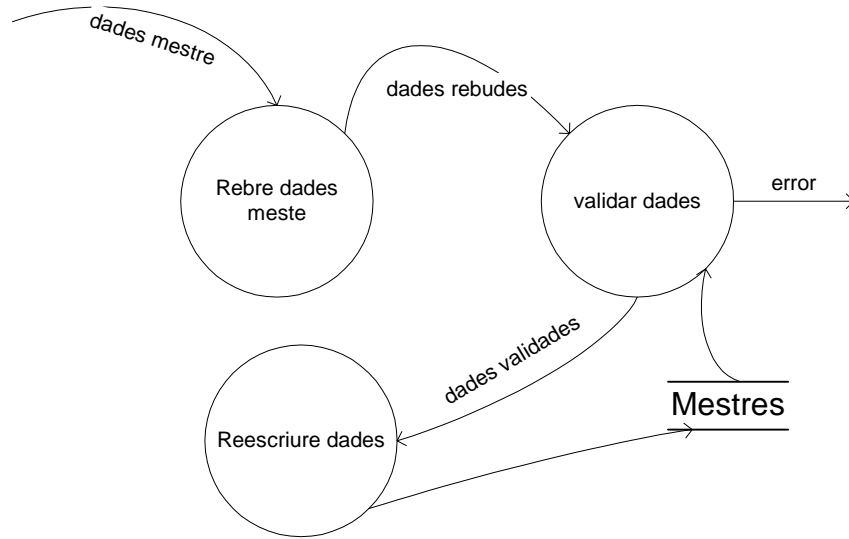 dades mestre
dades rebudes
Rebre dades
meste
validar dades
error
dades validades
Mestres
Reescriure dades